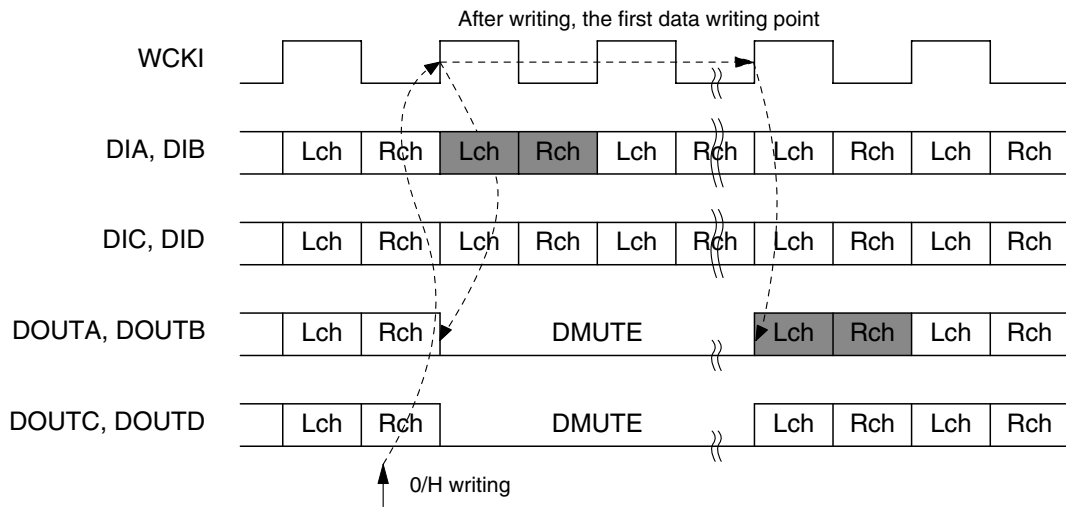 After writing, the first data writing point
WCKI
DIA, DIB Lch Rch Lch Rch Lch Rch Lch Rch Lch Rch
DIC, DID Lch Rch Lch Rch Lch Rch Lch Rch Lch Rch
DOUTA, DOUTB Lch Rch DMUTE Lch Rch Lch Rch
DOUTC, DOUTD Lch Rch DMUTE Lch Rch Lch Rch
0/H writing